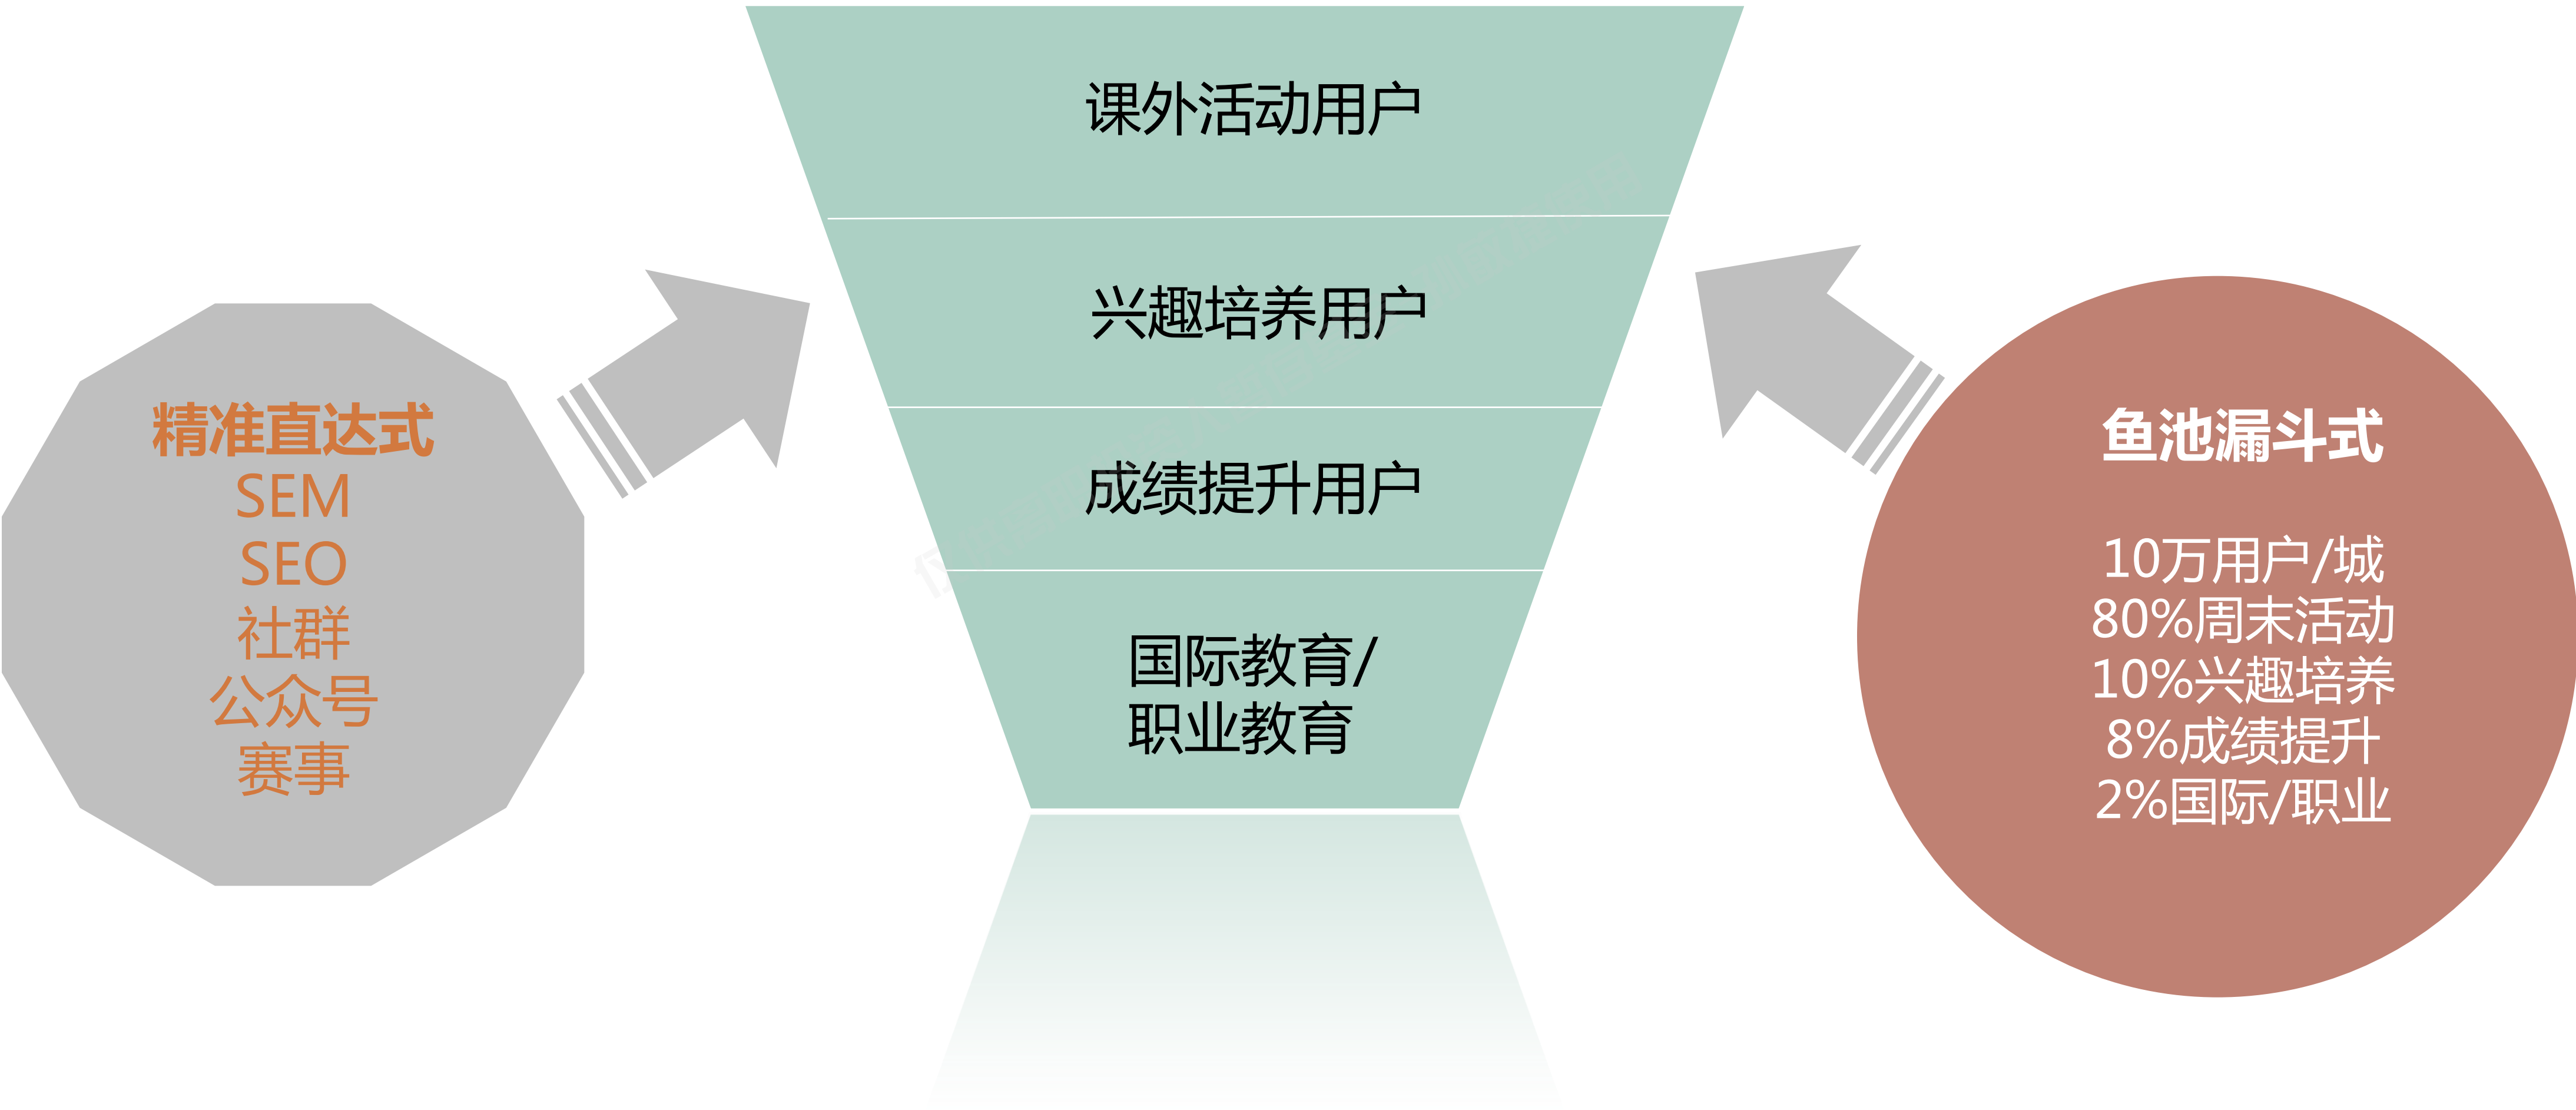 精准直达式
SEM
SEO
社群
公众号
赛事
课外活动用户
兴趣培养用户
成绩提升用户
国际教育/
职业教育
鱼池漏斗式
10万用户/城
80%周末活动
10%兴趣培养
8%成绩提升
2%国际/职业